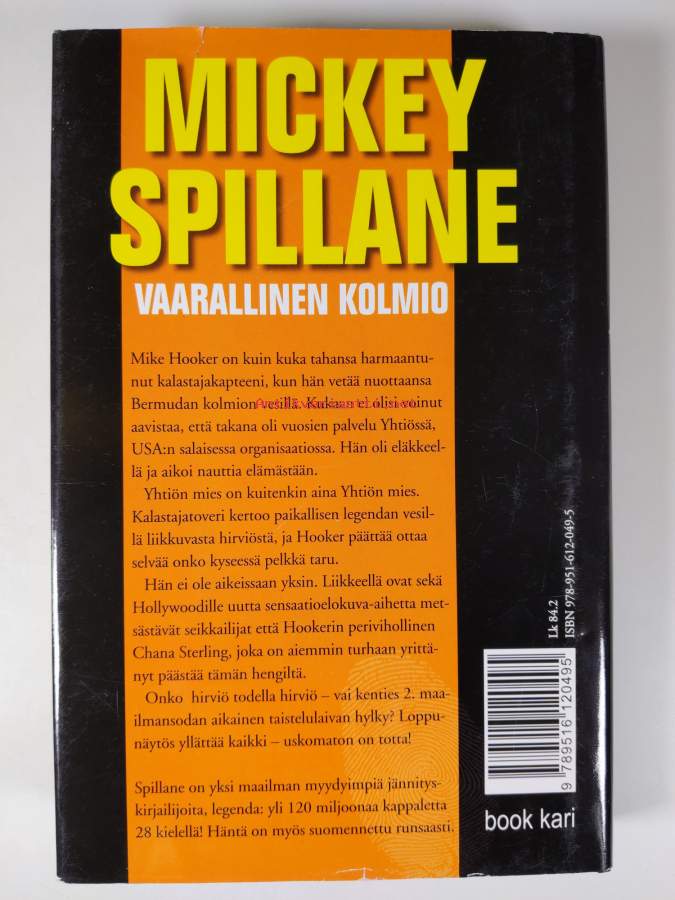 MICKEY
SPILLANE
VAARALLINEN KOLMIO
Mike Hooker on kuin kuka tahansa harmaantu-
nut kalastajakapteeni, kun hän vetää nuottaansa
Bermudan kolmion vesillä. Kukaan ei olisi voinut
aavistaa, että takana oli vuosien palvelu Yhtiössä,
USA:n salaisessa organisaatiossa. Hän oli eläkkeel-
lä ja aikoi nauttia elämästään.
Yhtiön mies on kuitenkin aina Yhtiön mies.
Kalastajatoveri kertoo paikallisen legendan vesil-
lä liikkuvasta hirviöstä, ja Hooker päättää ottaa
selvää onko kyseessä pelkkä taru.
Hän ei ole aikeissaan yksin. Liikkeellä ovat sekä
Hollywoodille uutta sensaatioelokuva-aihetta met-
sästävät seikkailijat että Hookerin perivihollinen
Chana Sterling, joka on aiemmin turhaan yrittä-
nyt päästää tämän hengiltä.
Onko hirviö todella hirviö – vai kenties 2. maa-
ilmansodan aikainen taistelulaivan hylky? Loppu-
näytös yllättää kaikki – uskomaton on totta!
Spillane on yksi maailman myydyimpiä jännitys-
kirjailijoita, legenda: yli 120 miljoonaa kappaletta
28 kielellä! Häntä on myös suomennettu runsaasti.
Lk 84.2
ISBN 978-951-612-049-5
9 789516 120495
book kari